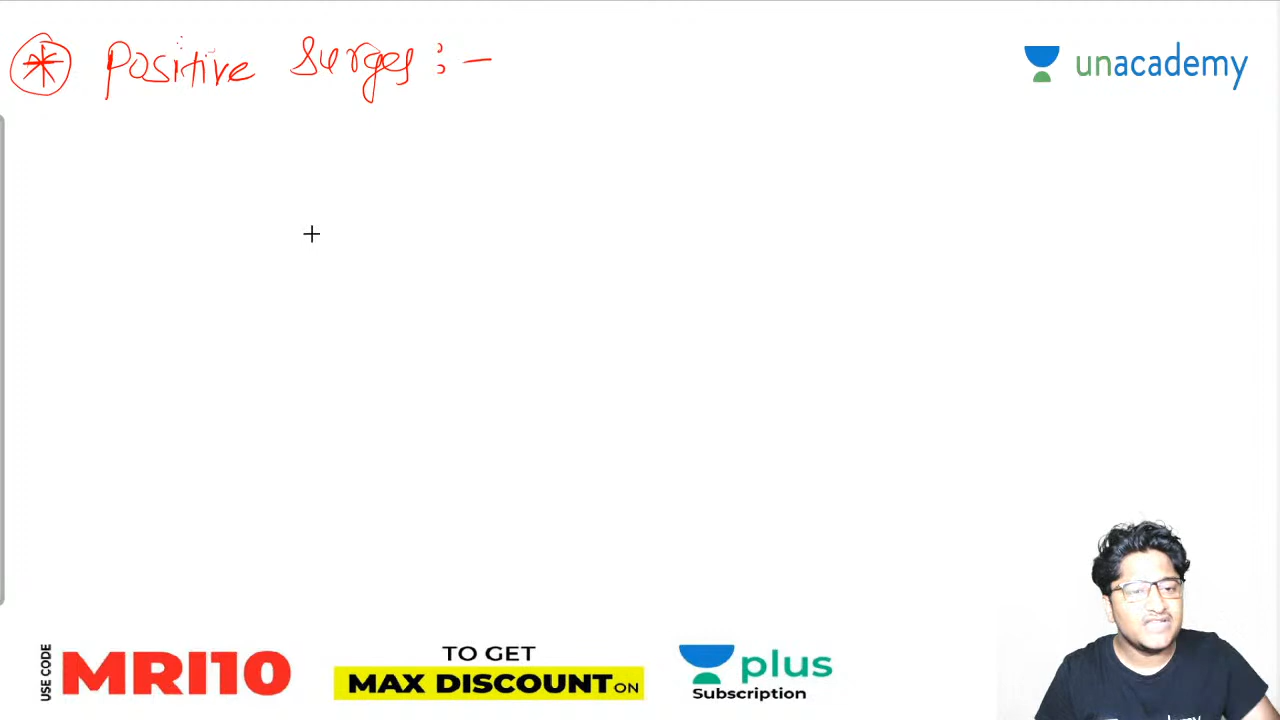 * Positive Surges :-
unacademy
USE CODE
MRI10
TO GET
MAX DISCOUNT ON
plus
Subscription